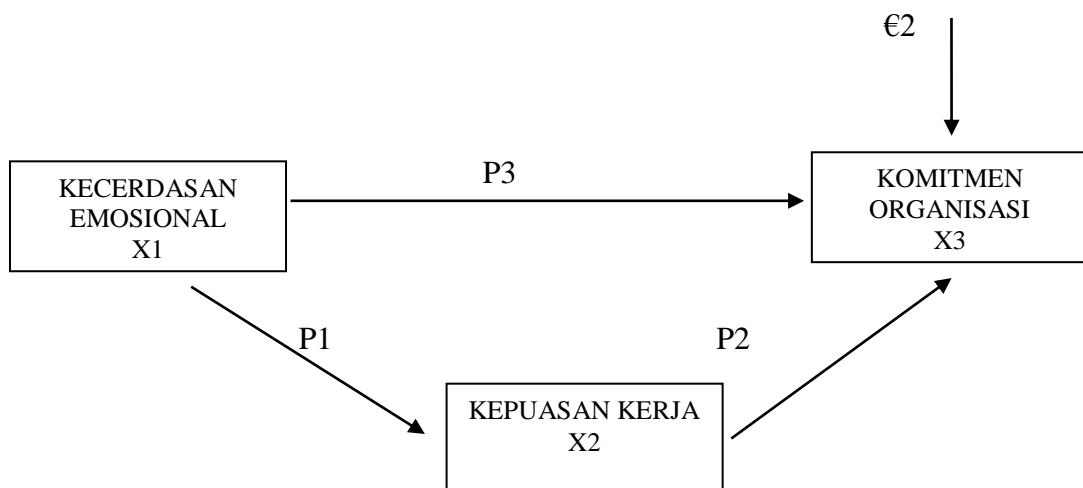 €2
P3
KECERDASAN
EMOSIONAL
X1
KOMITMEN
ORGANISASI
X3
P1
P2
KEPUASAN KERJA
X2